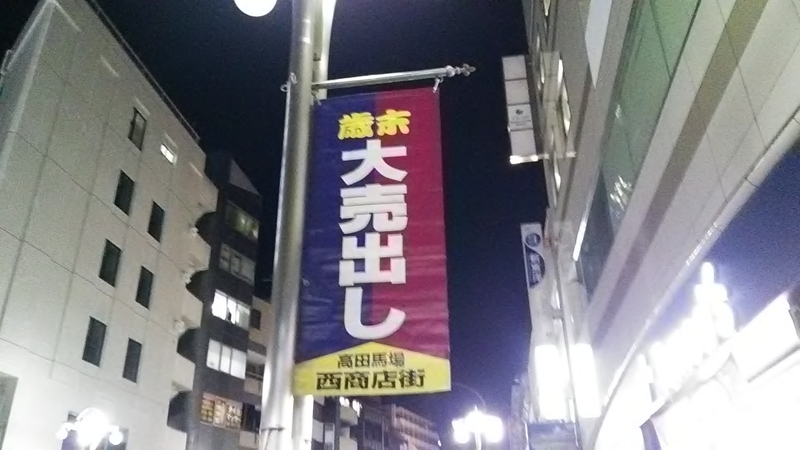 歳末
大売出し
高田馬場
西商店街